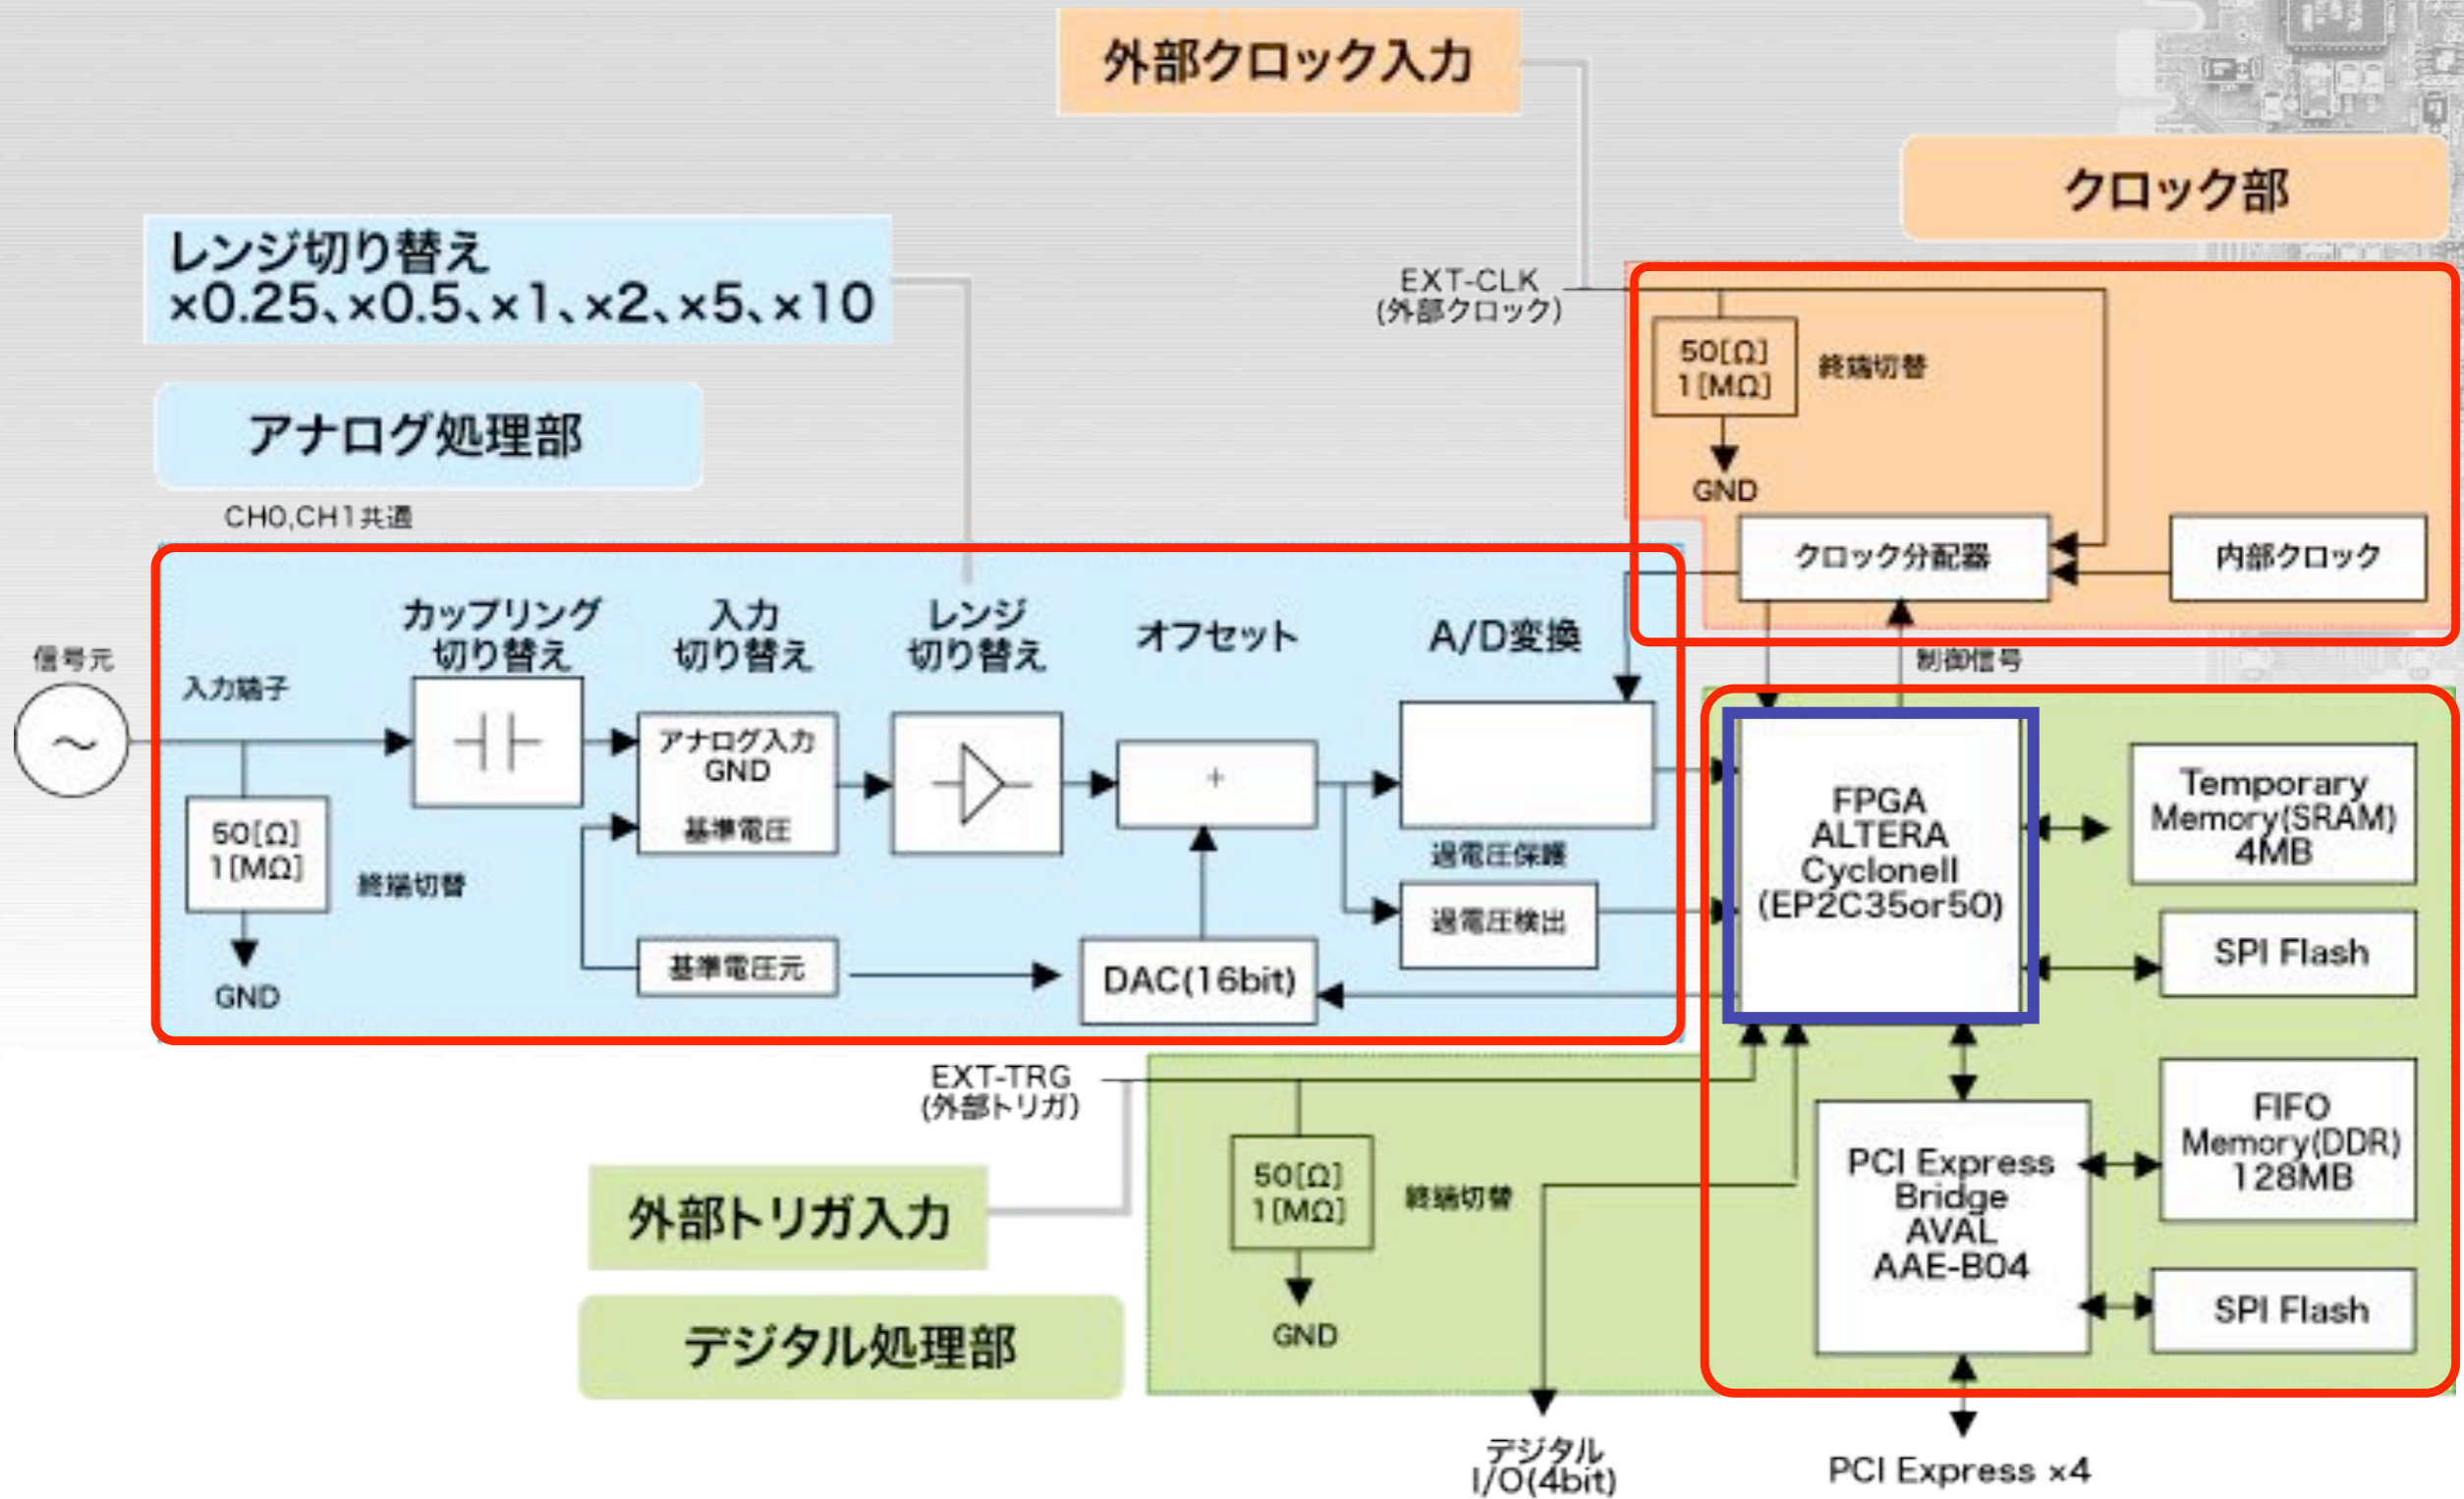 外部クロック入力
クロック部
レンジ切り替え
×0.25、×0.5、×1、×2、×5、×10
アナログ処理部
CH0,CH1共通
EXT-CLK
(外部クロック)
50[Ω]
1[MΩ]
終端切替
GND
クロック分配器
内部クロック
制御信号
信号元
～
入力端子
50[Ω]
1[MΩ]
終端切替
GND
カップリング
切り替え
入力
切り替え
アナログ入力
GND
基準電圧
基準電圧元
レンジ
切り替え
オフセット
+
DAC(16bit)
A/D変換
過電圧保護
過電圧検出
FPGA
ALTERA
CycloneII
(EP2C35or50)
Temporary
Memory(SRAM)
4MB
SPI Flash
EXT-TRG
(外部トリガ)
外部トリガ入力
デジタル処理部
50[Ω]
1[MΩ]
終端切替
GND
PCI Express
Bridge
AVAL
AAE-B04
FIFO
Memory(DDR)
128MB
SPI Flash
デジタル
I/O(4bit)
PCI Express ×4